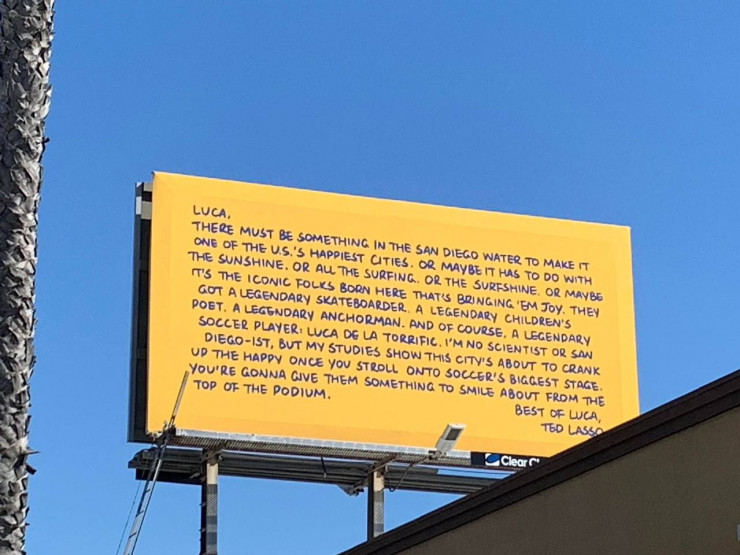 LUCA,
THERE MUST BE SOMETHING IN THE SAN DIEGO WATER TO MAKE IT
ONE OF THE U.S.'S HAPPIEST CITIES. OR MAYBE IT HAS TO DO WITH
THE SUNSHINE. OR ALL THE SURFING. OR THE SURFSHINE. OR MAYBE
IT'S THE ICONIC FOLKS BORN HERE THAT'S BRINGING 'EM JOY. THEY
GOT A LEGENDARY SKATEBOARDER. A LEGENDARY CHILDREN'S
POET. A LEGENDARY ANCHORMAN. AND OF COURSE, A LEGENDARY
SOCCER PLAYER: LUCA DE LA TORRIFIC. I'M NO SCIENTIST OR SAN
DIEGO-IST, BUT MY STUDIES SHOW THIS CITY'S ABOUT TO CRANK
UP THE HAPPY ONCE YOU STROLL ONTO SOCCER'S BIGGEST STAGE.
YOU'RE GONNA GIVE THEM SOMETHING TO SMILE ABOUT FROM THE
TOP OF THE PODIUM.
BEST OF LUCA,
TED LASSO
Clear